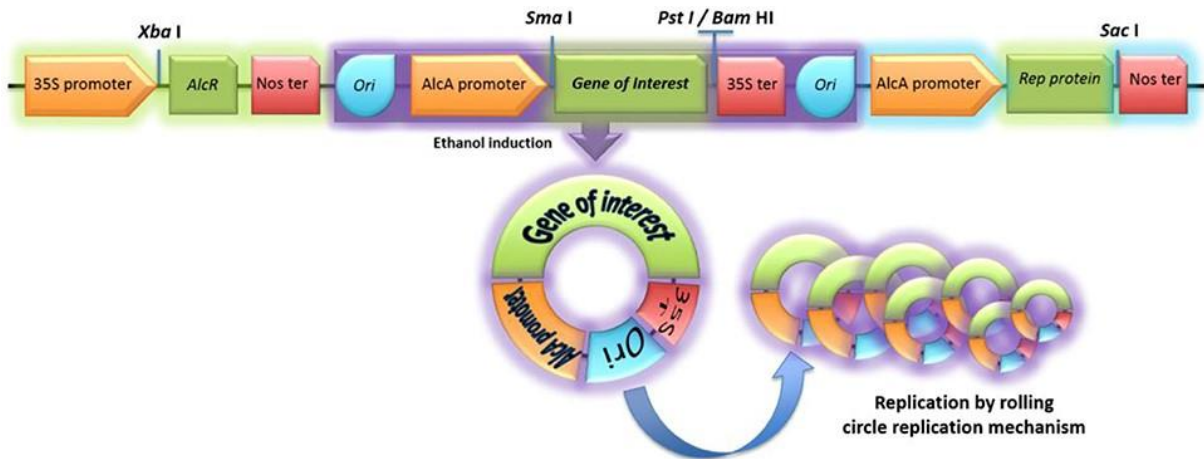 Xba I
Sma I
Pst I / Bam HI
Sac I
35S promoter
AlcR
Nos ter
Ori
AlcA promoter
Gene of Interest
35S ter
Ori
AlcA promoter
Rep protein
Nos ter
Ethanol induction
Gene of interest
AlcA promoter
Ori
35S T
Replication by rolling
circle replication mechanism